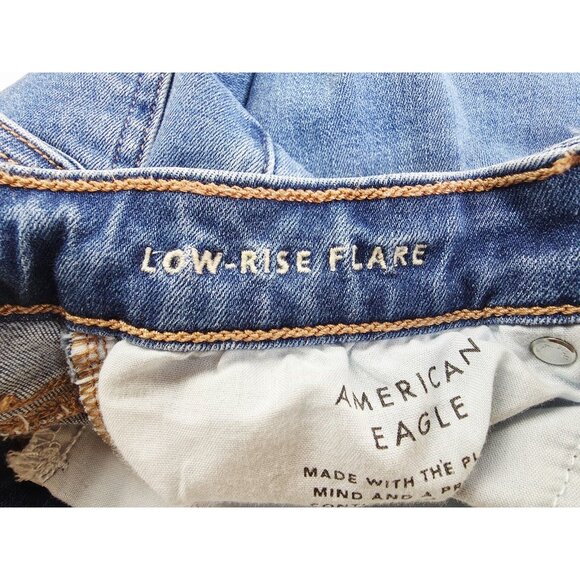 LOW-RISE FLARE
AMERICAN
EAGLE
MADE WITH THE
MIND AND A